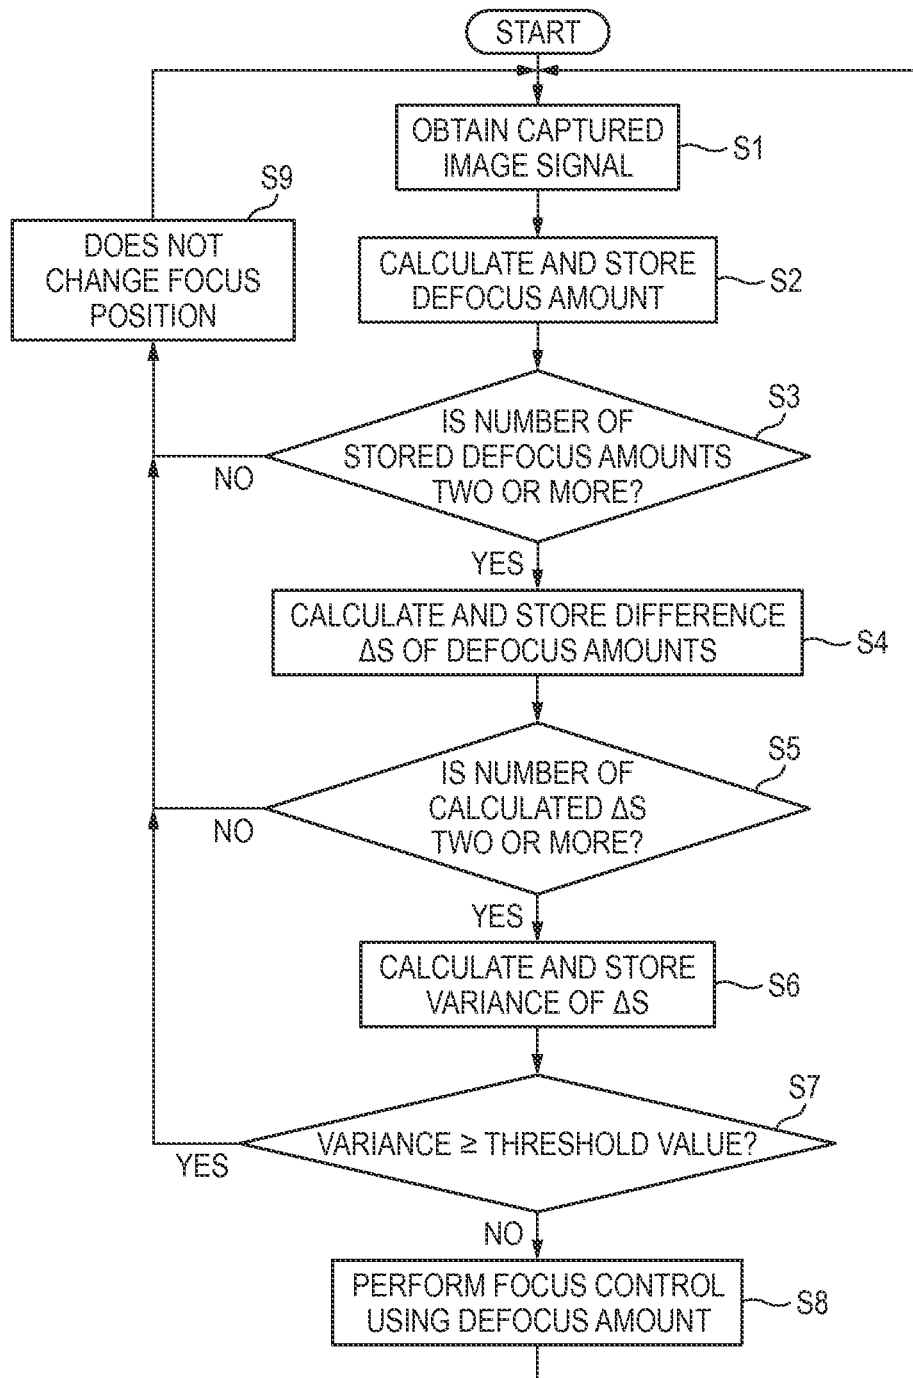 START
OBTAIN CAPTURED
IMAGE SIGNAL
S1
S9
DOES NOT
CHANGE FOCUS
POSITION
CALCULATE AND STORE
DEFOCUS AMOUNT
S2
S3
IS NUMBER OF
STORED DEFOCUS AMOUNTS
TWO OR MORE?
NO
YES
CALCULATE AND STORE DIFFERENCE
ΔS OF DEFOCUS AMOUNTS
S4
S5
IS NUMBER OF
CALCULATED ΔS
TWO OR MORE?
NO
YES
CALCULATE AND STORE
VARIANCE OF ΔS
S6
S7
VARIANCE ≥ THRESHOLD VALUE?
YES
NO
PERFORM FOCUS CONTROL
USING DEFOCUS AMOUNT
S8